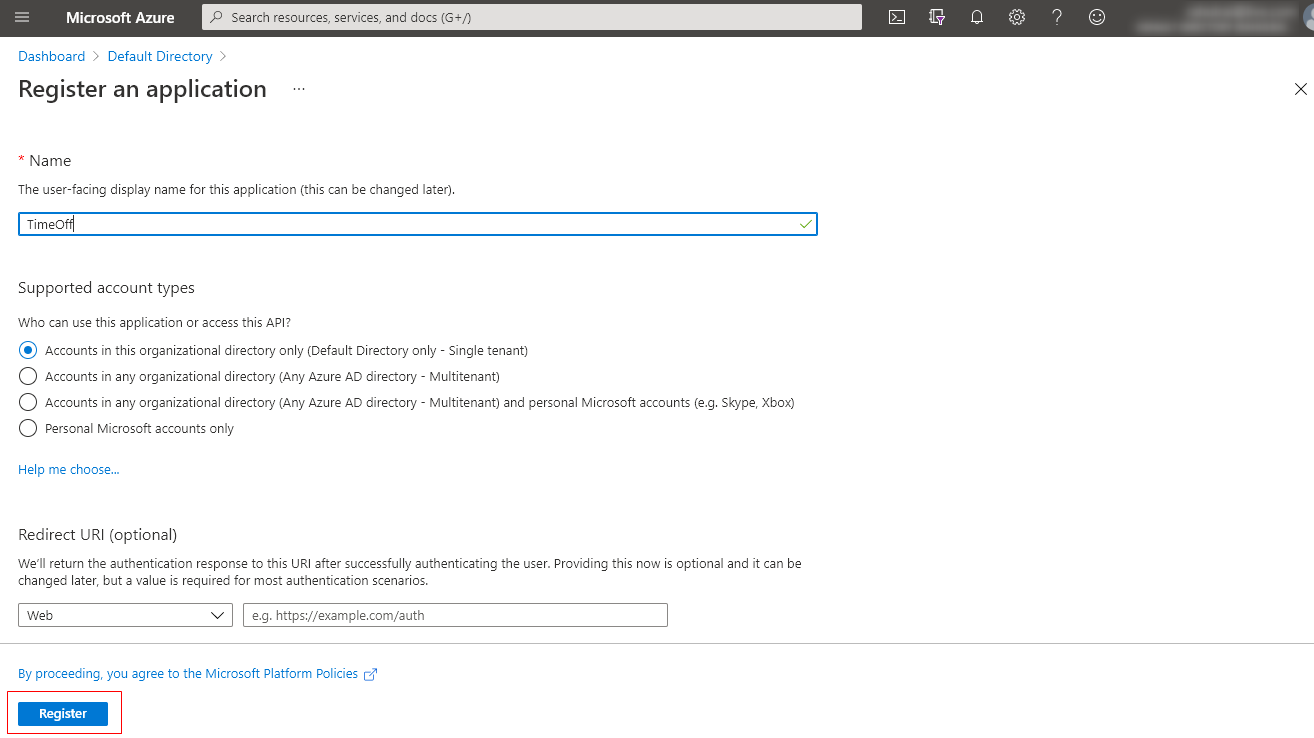 Microsoft Azure
Search resources, services, and docs (G+/)
Dashboard > Default Directory >
Register an application ...
* Name
The user-facing display name for this application (this can be changed later).
TimeOff
Supported account types
Who can use this application or access this API?
Accounts in this organizational directory only (Default Directory only - Single tenant)
Accounts in any organizational directory (Any Azure AD directory - Multitenant)
Accounts in any organizational directory (Any Azure AD directory - Multitenant) and personal Microsoft accounts (e.g. Skype, Xbox)
Personal Microsoft accounts only
Help me choose...
Redirect URI (optional)
We'll return the authentication response to this URI after successfully authenticating the user. Providing this now is optional and it can be
changed later, but a value is required for most authentication scenarios.
Web e.g. https://example.com/auth
By proceeding, you agree to the Microsoft Platform Policies
Register